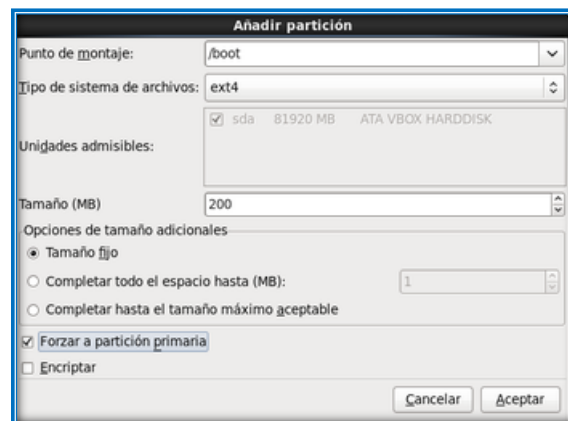 Añadir partición
Punto de montaje: /boot
Tipo de sistema de archivos: ext4
sda 81920 MB ATA VBOX HARDDISK
Unidades admisibles:
Tamaño (MB) 200
Opciones de tamaño adicionales
Tamaño fijo
Completar todo el espacio hasta (MB): 1
Completar hasta el tamaño máximo aceptable
Forzar a partición primaria
Encriptar
Cancelar Aceptar